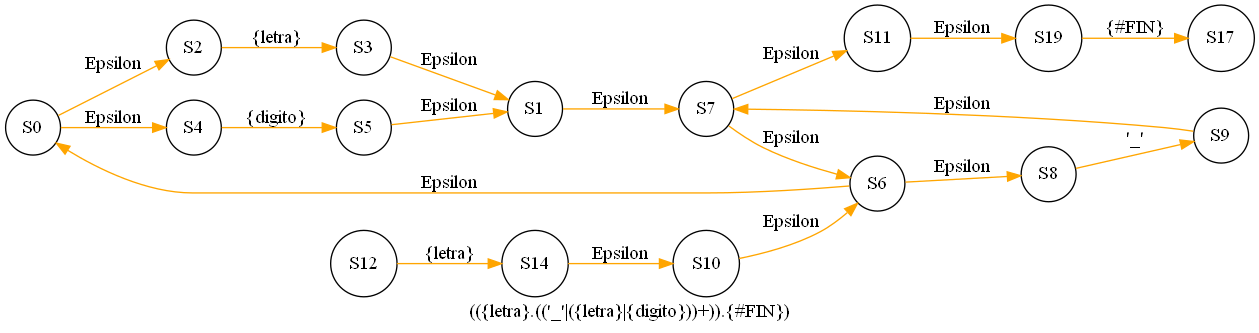 S11
Epsilon
S19
{#FIN}
S17
S2
{letra}
S3
Epsilon
Epsilon
Epsilon
S0
Epsilon
S4
{digito}
S5
Epsilon
S1
Epsilon
S7
Epsilon
Epsilon
'_'
S9
Epsilon
S6
Epsilon
S8
Epsilon
S12
{letra}
S14
Epsilon
S10
(({letra}.(('_'|({letra}|{digito}))+)).{#FIN})